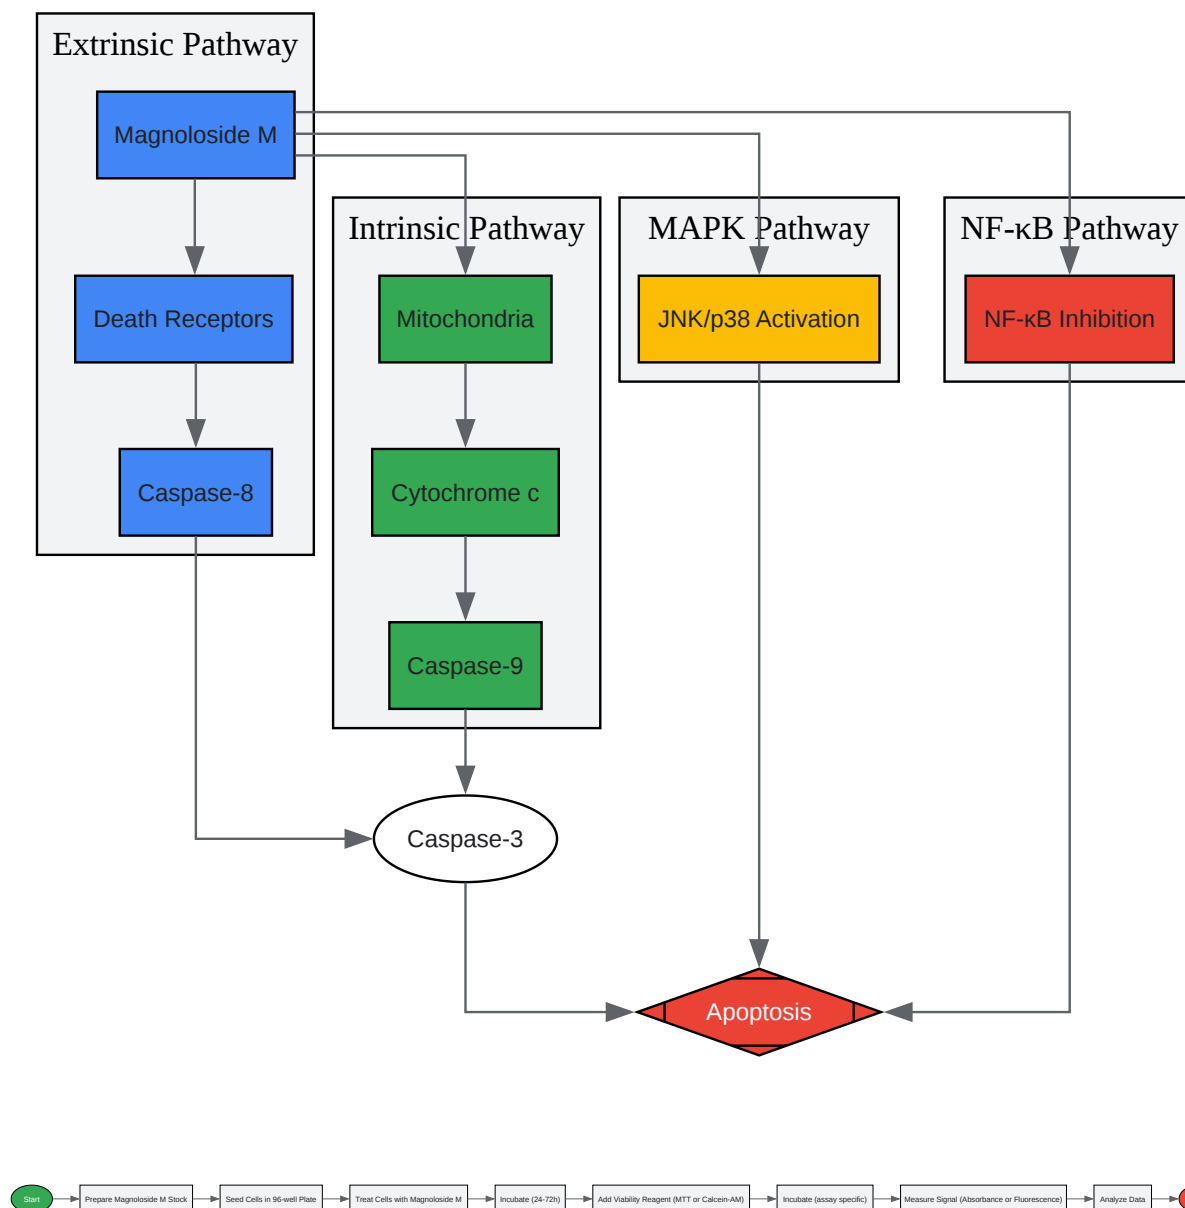 Extrinsic Pathway
Magnoloside M
Intrinsic Pathway
MAPK Pathway
NF-κB Pathway
Death Receptors
Mitochondria
JNK/p38 Activation
NF-κB Inhibition
Caspase-8
Cytochrome c
Caspase-9
Caspase-3
Apoptosis
Start
Prepare Magnoloside M Stock
Seed Cells in 96-well Plate
Treat Cells with Magnoloside M
Incubate (24-72h)
Add Viability Reagent (MTT or Calcein-AM)
Incubate (assay specific)
Measure Signal (Absorbance or Fluorescence)
Analyze Data